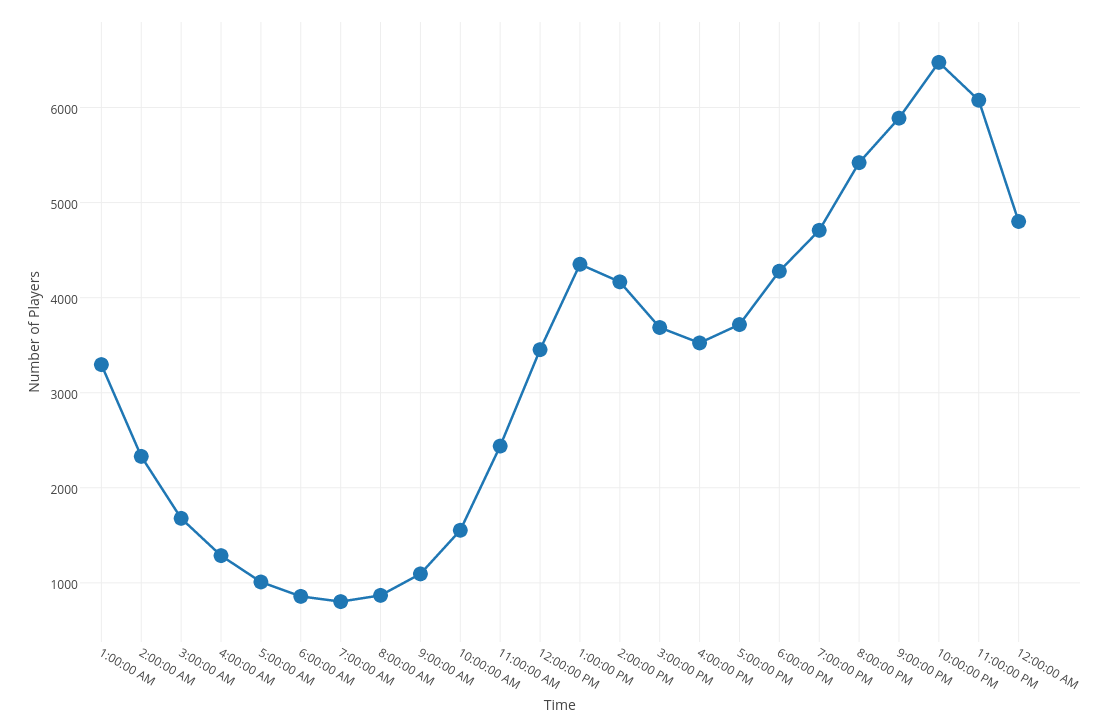 6000
5000
4000
3000
2000
1000
Number of Players
1:00:00 AM
2:00:00 AM
3:00:00 AM
4:00:00 AM
5:00:00 AM
6:00:00 AM
7:00:00 AM
8:00:00 AM
9:00:00 AM
10:00:00 AM
11:00:00 AM
12:00:00 PM
1:00:00 PM
2:00:00 PM
3:00:00 PM
4:00:00 PM
5:00:00 PM
6:00:00 PM
7:00:00 PM
8:00:00 PM
9:00:00 PM
10:00:00 PM
11:00:00 PM
12:00:00 AM
Time